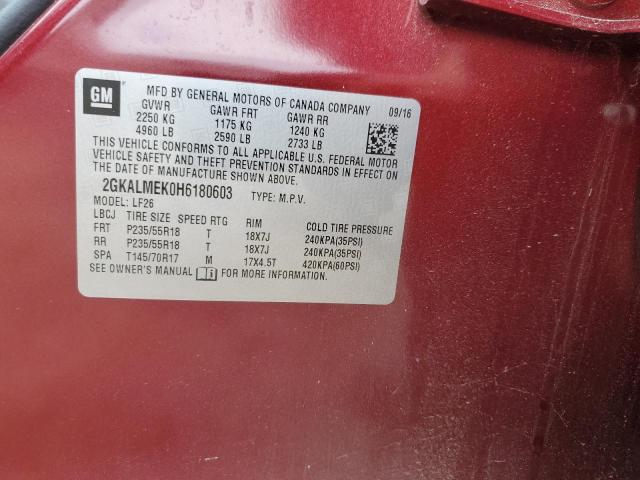 GM
MFD BY GENERAL MOTORS OF CANADA COMPANY 09/16
GVWR GAWR FRT GAWR RR
2250 KG 1175 KG 1240 KG
4960 LB 2590 LB 2733 LB
THIS VEHICLE CONFORMS TO ALL APPLICABLE U.S. FEDERAL MOTOR
VEHICLE SAFETY AND THEFT PREVENTION STANDARDS IN EFFECT ON
THE DATE OF MANUFACTURE SHOWN ABOVE.
2GKALMEK0H6180603 TYPE: M.P.V.
MODEL: LF26
LBCJ TIRE SIZE SPEED RTG RIM COLD TIRE PRESSURE
FRT P235/55R18 T 18X7J 240KPA(35PSI)
RR P235/55R18 T 18X7J 240KPA(35PSI)
SPA T145/70R17 M 17X4.5T 420KPA(60PSI)
SEE OWNER'S MANUAL FOR MORE INFORMATION.